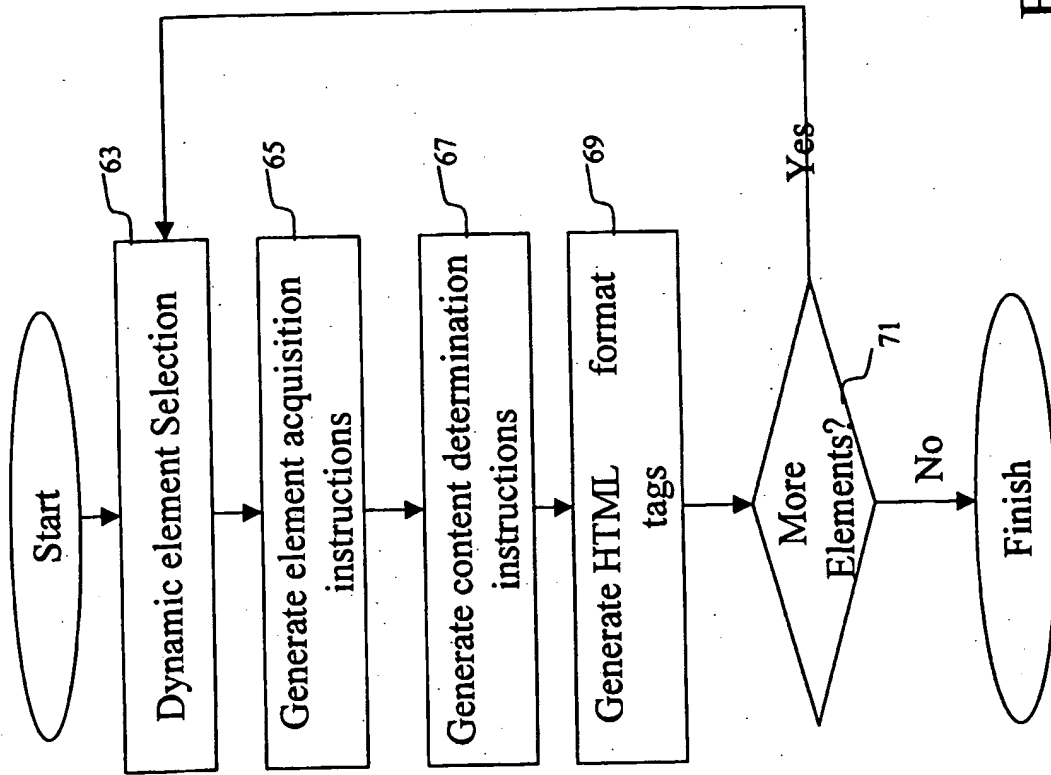 Start
63
Dynamic element Selection
65
Generate element acquisition
instructions
67
Generate content determination
instructions
69
Generate HTML format
tags
More
Elements?
71
Yes
No
Finish